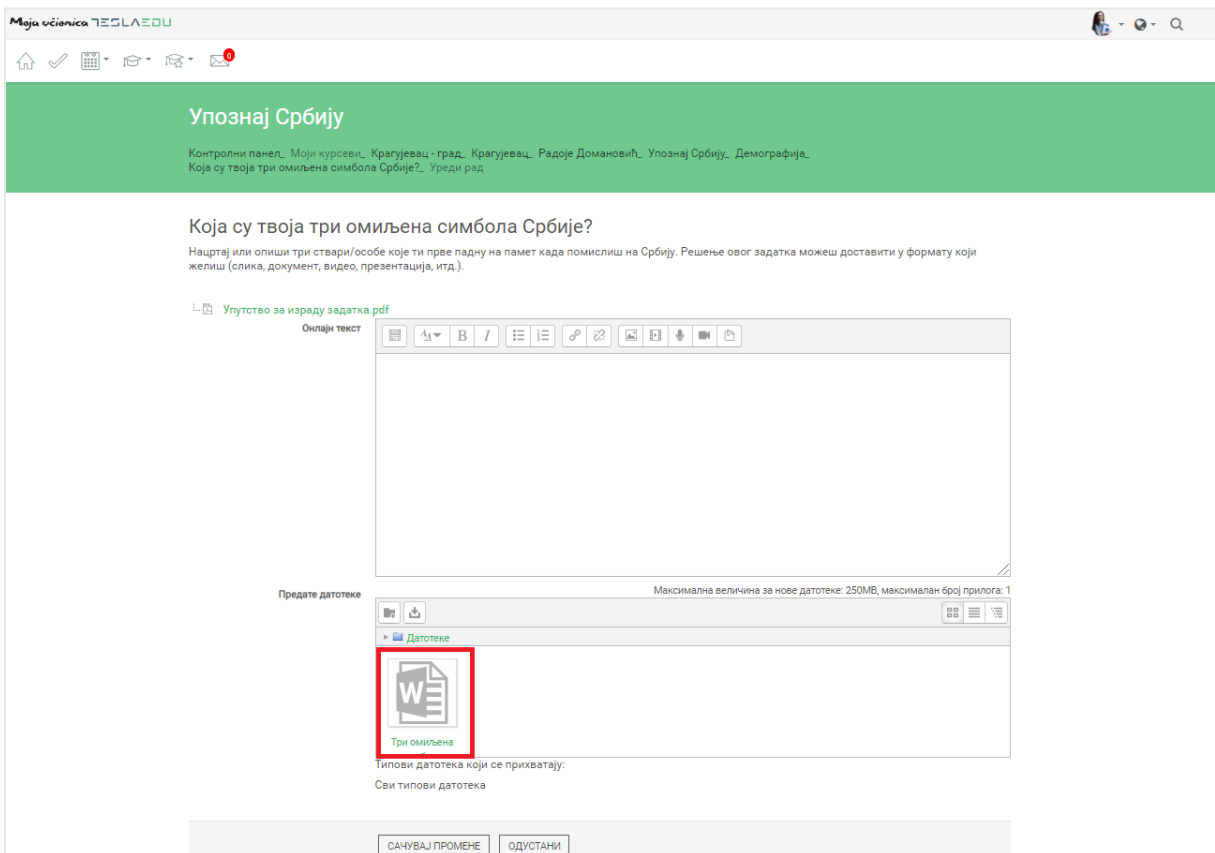 Moja učionica TESLAEDU
0
Упознај Србију
Контролни панел_ Моји курсеви_ Крагујевац - град_ Крагујевац_ Радоје Домановић_ Упознај Србију_ Демографија_
Која су твоја три омиљена симбола Србије?_ Уреди рад
Која су твоја три омиљена симбола Србије?
Нацртај или опиши три ствари/особе које ти прве падну на памет када помислиш на Србију. Решење овог задатка можеш доставити у формату који
желиш (слика, документ, видео, презентација, итд.).
Упутство за израду задатка.pdf
Онлајн текст
B I
Предате датотеке
Максимална величина за нове датотеке: 250MB, максималан број прилога: 1
Датотеке
W
Три омиљена
Типови датотека који се прихватају:
Сви типови датотека
САЧУВАЈ ПРОМЕНЕ ОДУСТАНИ